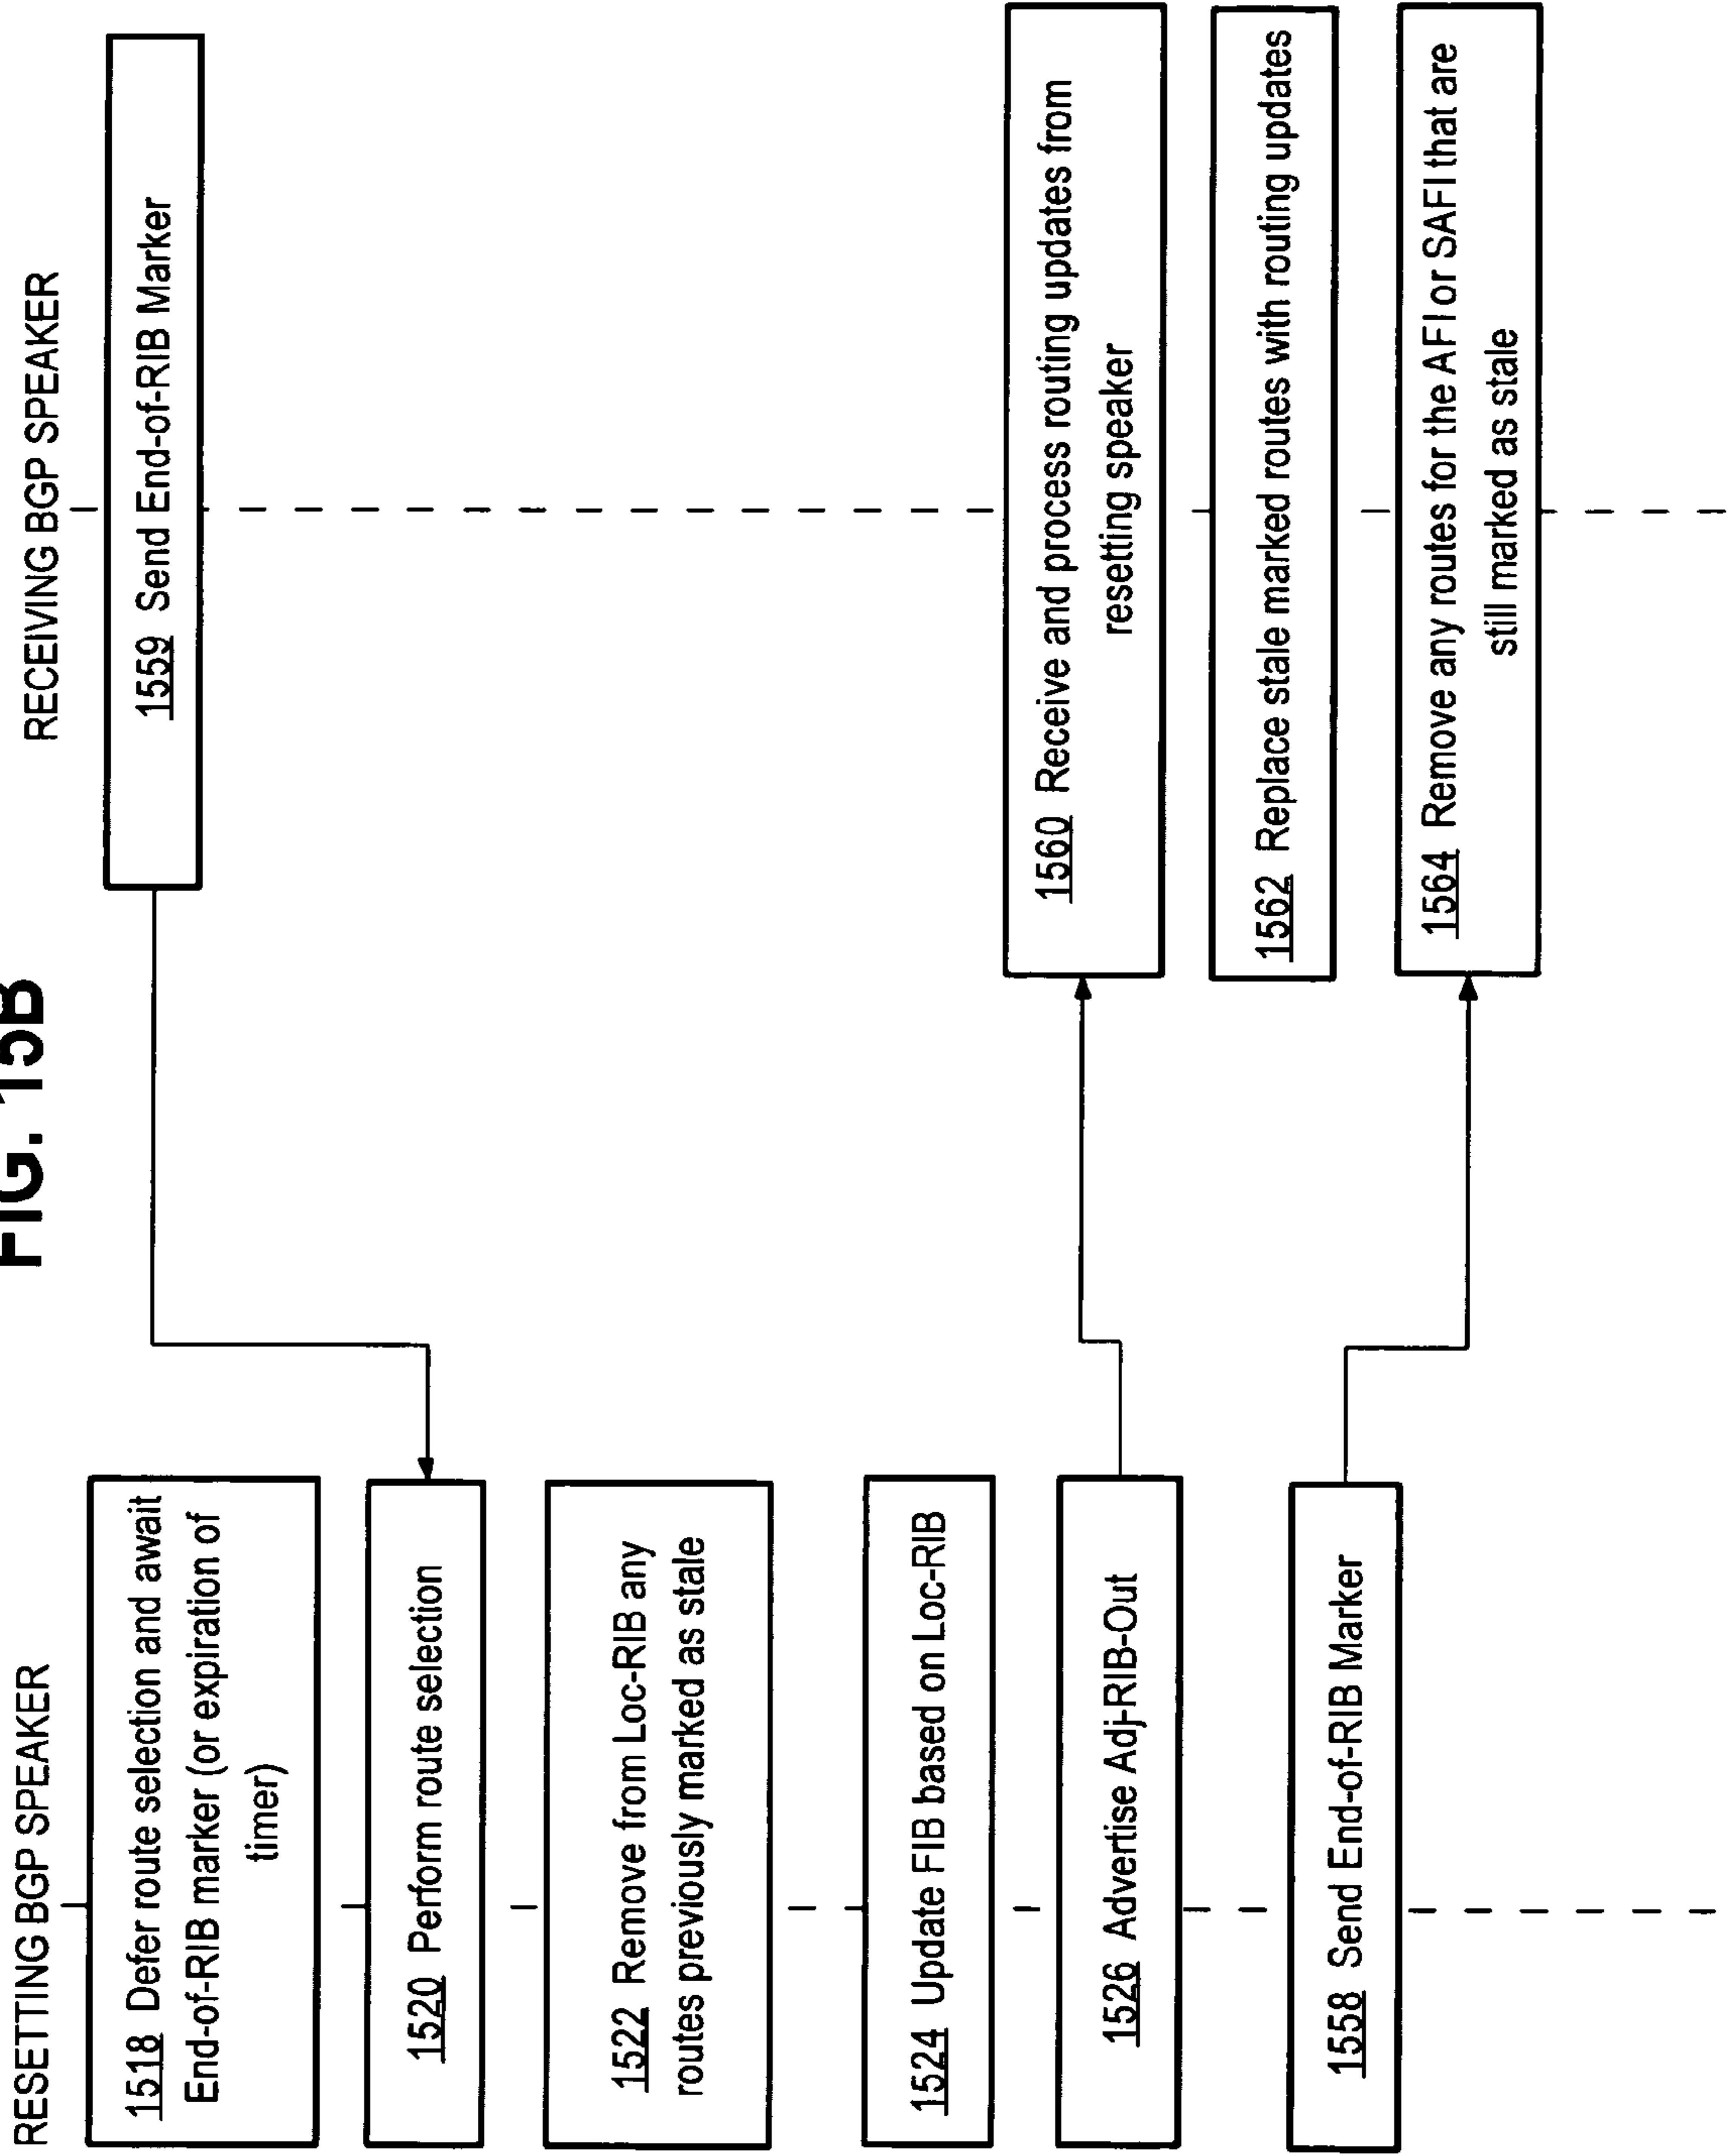 FIG. 15B
RESETTING BGP SPEAKER
RECEIVING BGP SPEAKER
1518 Defer route selection and await
End-of-RIB marker (or expiration of
timer)
1559 Send End-of-RIB Marker
1520 Perform route selection
1522 Remove from Loc-RIB any
routes previously marked as stale
1524 Update FIB based on Loc-RIB
1526 Advertise Adj-RIB-Out
1560 Receive and process routing updates from
resetting speaker
1562 Replace stale marked routes with routing updates
1558 Send End-of-RIB Marker
1564 Remove any routes for the AFI or SAFI that are
still marked as stale